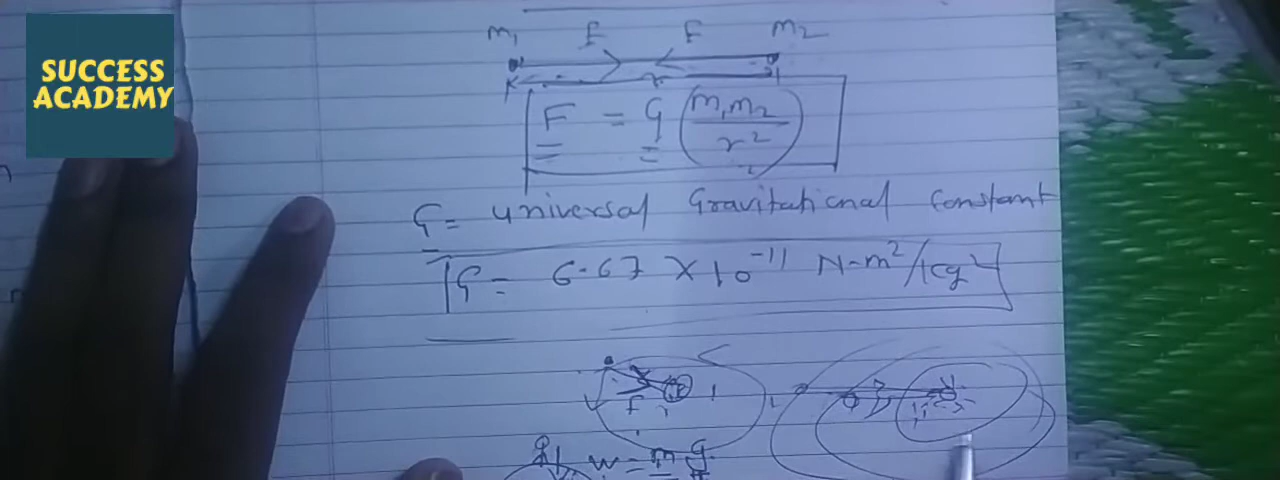 SUCCESS
ACADEMY
m₁ F F m₂
r
F = G (m₁m₂/r²)
G = universal Gravitational Constant
G = 6.67 × 10⁻¹¹ N-m²/kg²
F
w = mg